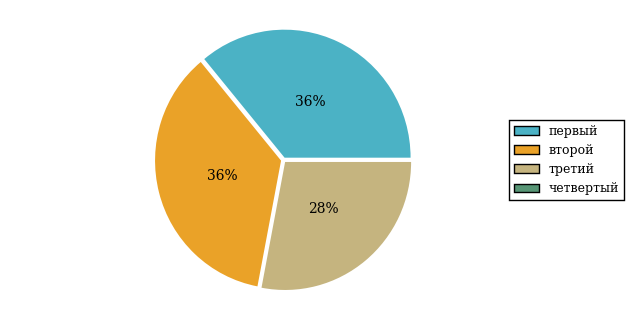 36%
36%
28%
первый
второй
третий
четвертый